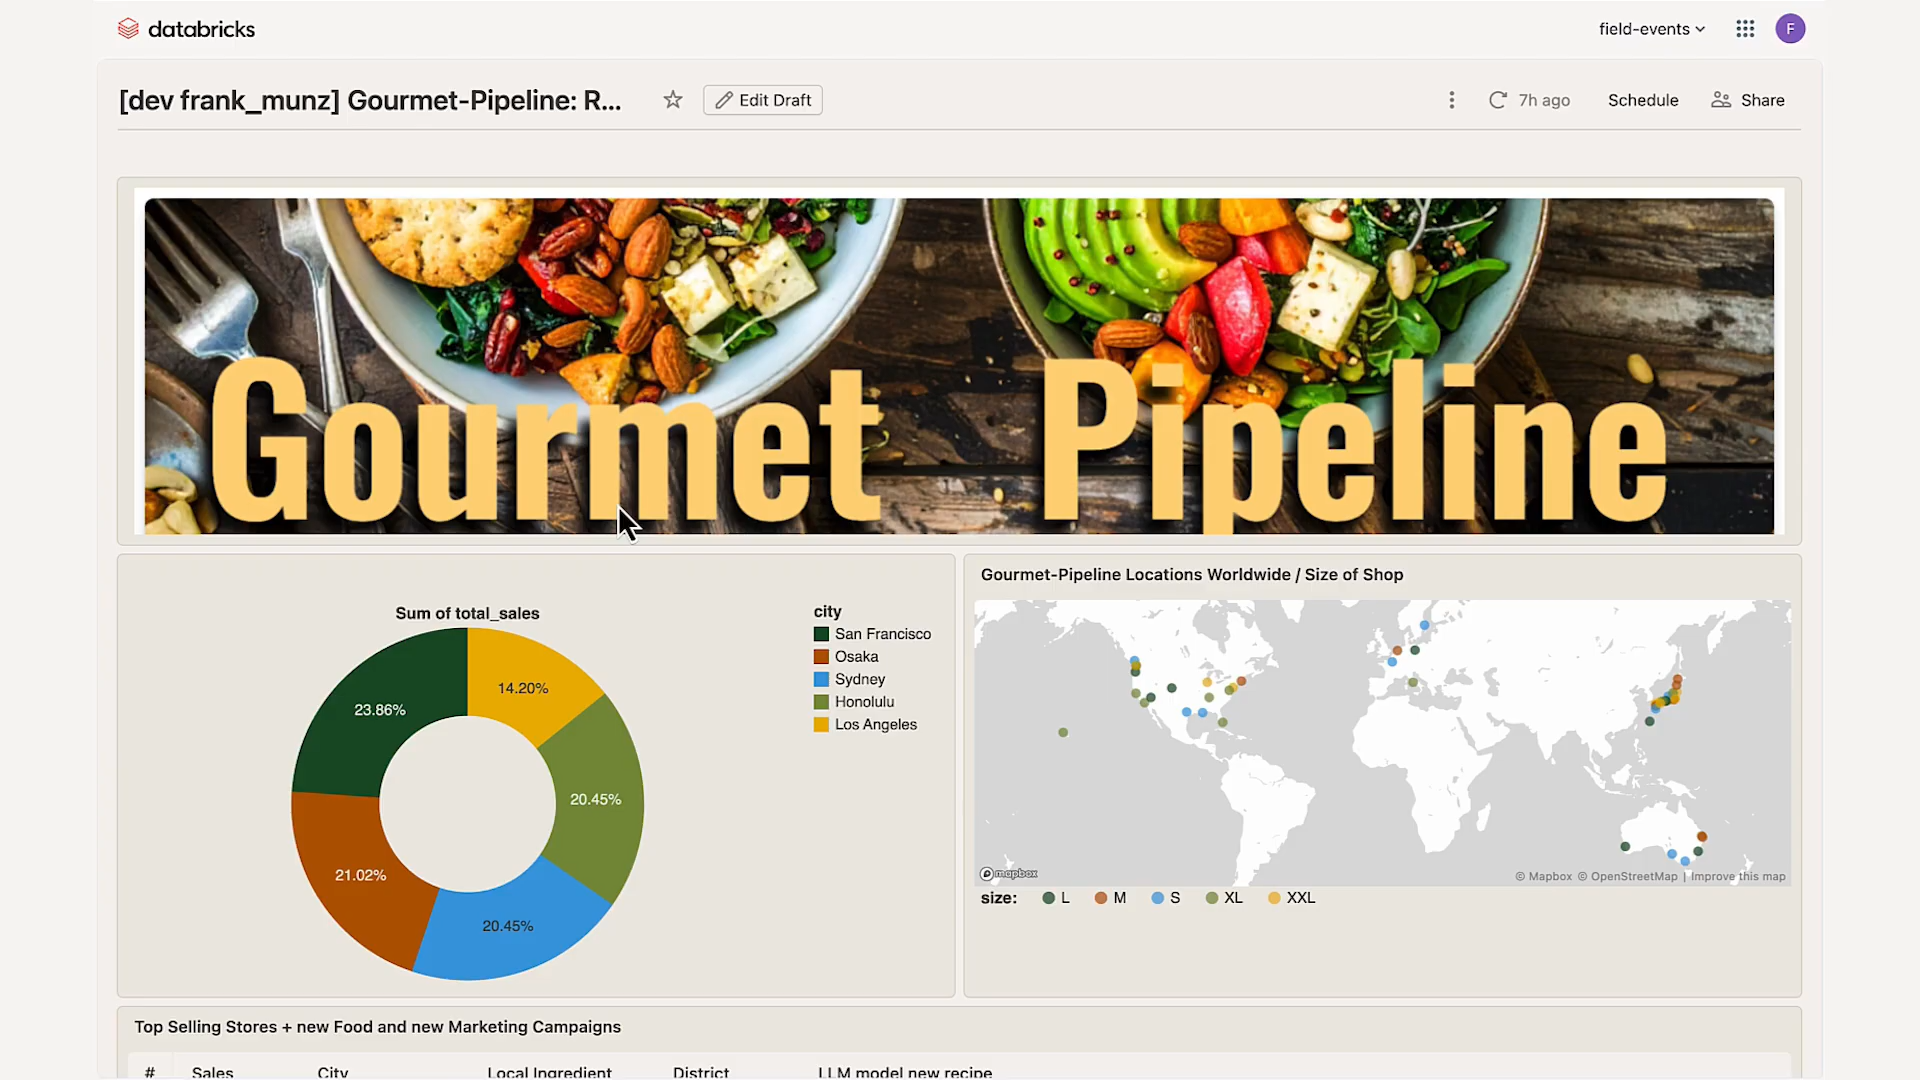 databricks
field-events
F
[dev frank_munz] Gourmet-Pipeline: R...
Edit Draft
7h ago
Schedule
Share
Gourmet Pipeline
Sum of total_sales
14.20%
23.86%
20.45%
21.02%
20.45%
city
San Francisco
Osaka
Sydney
Honolulu
Los Angeles
Gourmet-Pipeline Locations Worldwide / Size of Shop
mapbox
© Mapbox © OpenStreetMap | Improve this map
size: L M S XL XXL
Top Selling Stores + new Food and new Marketing Campaigns
# Sales City Local Ingredient District LLM model new recipe